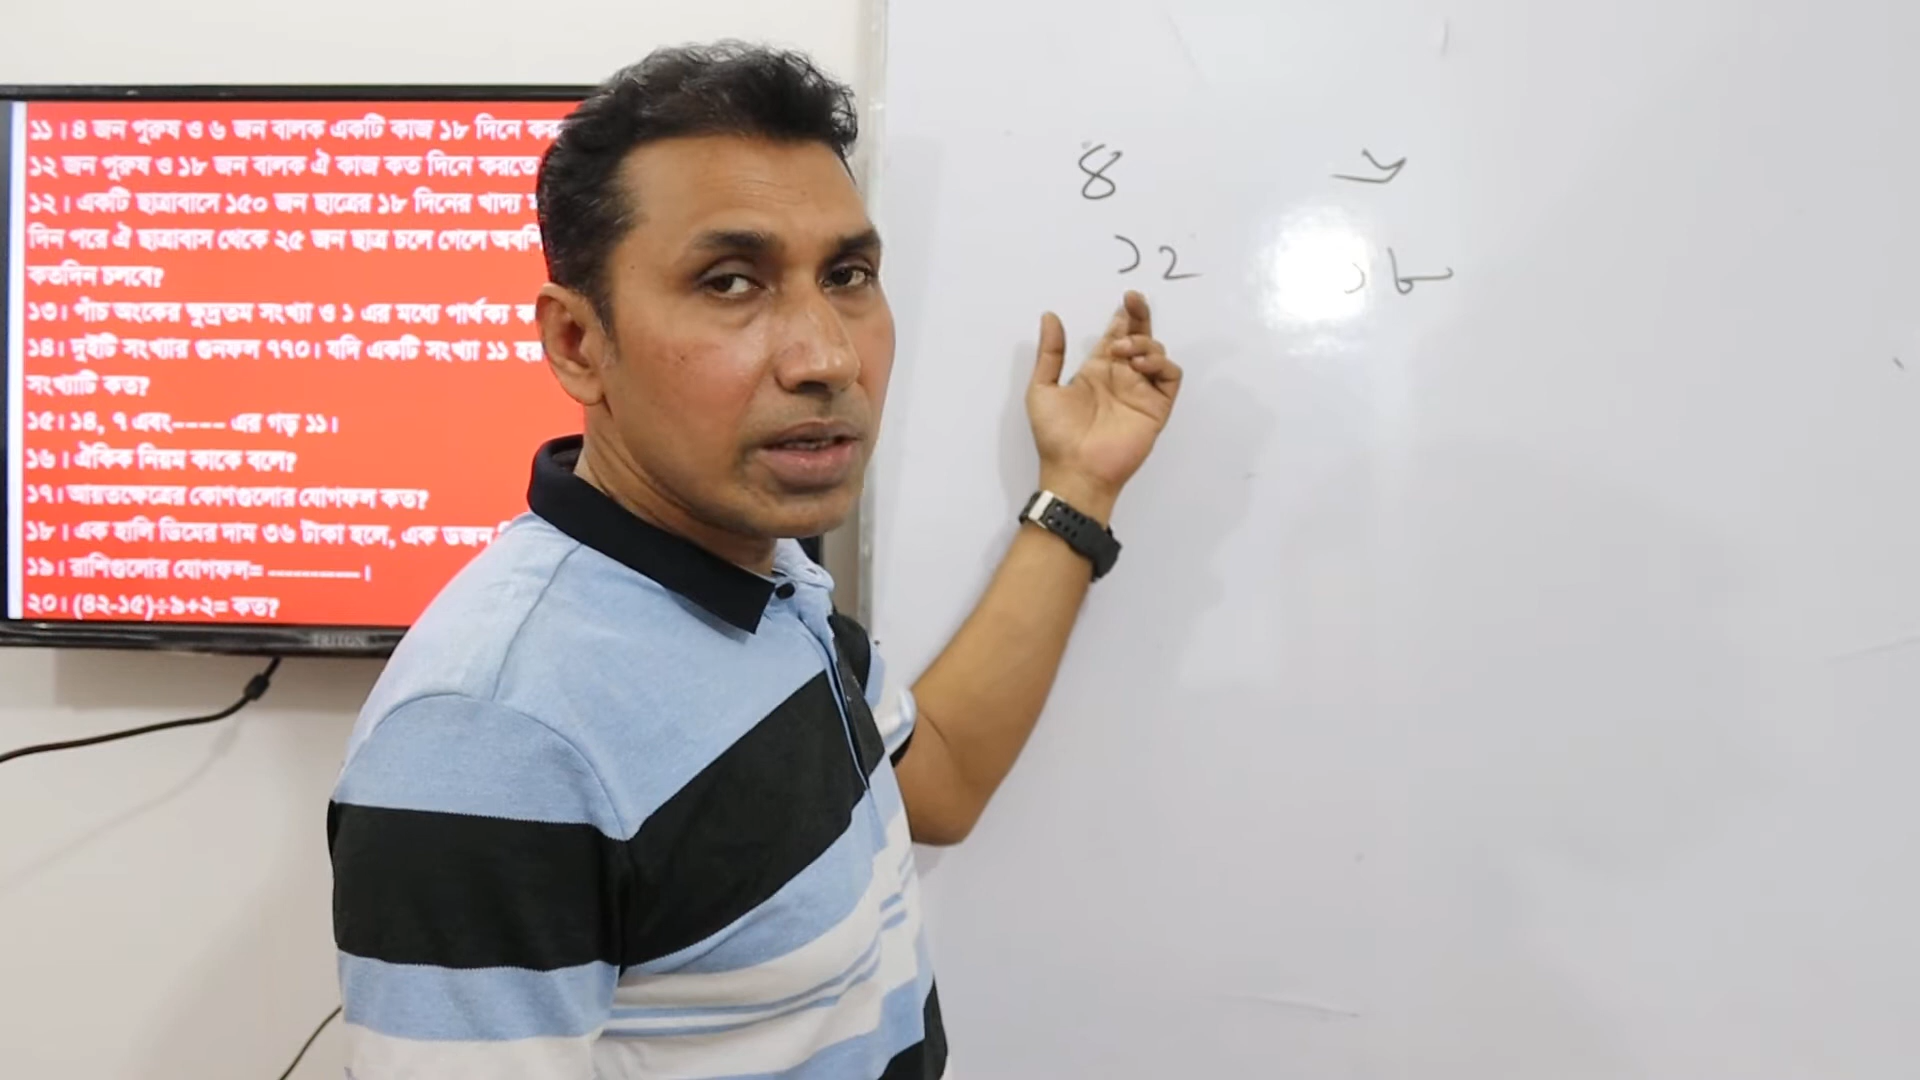 ১১। ৪ জন পুরুষ ও ৬ জন বালক একটি কাজ ১৮ দিনে
১২ জন পুরুষ ও ১৮ জন বালক ঐ কাজ কত দিনে করতে
১২। একটি ছাত্রাবাসে ১৫০ জন ছাত্রের ১৮ দিনের খাদ্য
দিন পরে ঐ ছাত্রাবাস থেকে ২৫ জন ছাত্র চলে গেলে
কতদিন চলবে?
১৩। পাঁচ অংকের ক্ষুদ্রতম সংখ্যা ও ১ এর মধ্যে পার্থক্য
১৪। দুইটি সংখ্যার গুনফল ৭৭০। যদি একটি সংখ্যা ১১ হয়
সংখ্যাটি কত?
১৫। ১৪, ৭ এবং---- এর গড় ১১।
১৬। ঐকিক নিয়ম কাকে বলে?
১৭। আয়তক্ষেত্রের কোণগুলোর যোগফল কত?
১৮। এক হালি ডিমের দাম ৩৬ টাকা হলে, এক ডজন
১৯। রাশিগুলোর যোগফল= -----------।
২০। (৪২-১৫)÷৯+২= কত?
৪ ৬
১২ ১৮